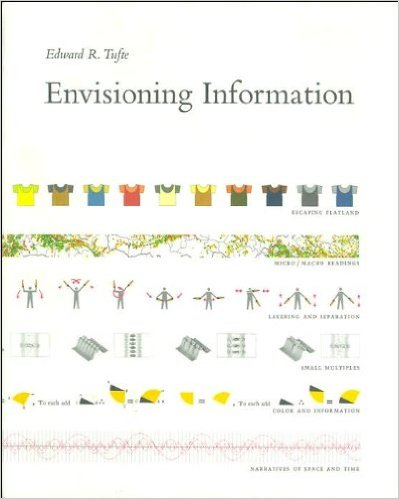 Edward R. Tufte
Envisioning Information
ESCAPING FLATLAND
MICRO / MACRO READINGS
LAYERING AND SEPARATION
SMALL MULTIPLES
, To each add
, To each add
COLOR AND INFORMATION
NARRATIVES OF SPACE AND TIME